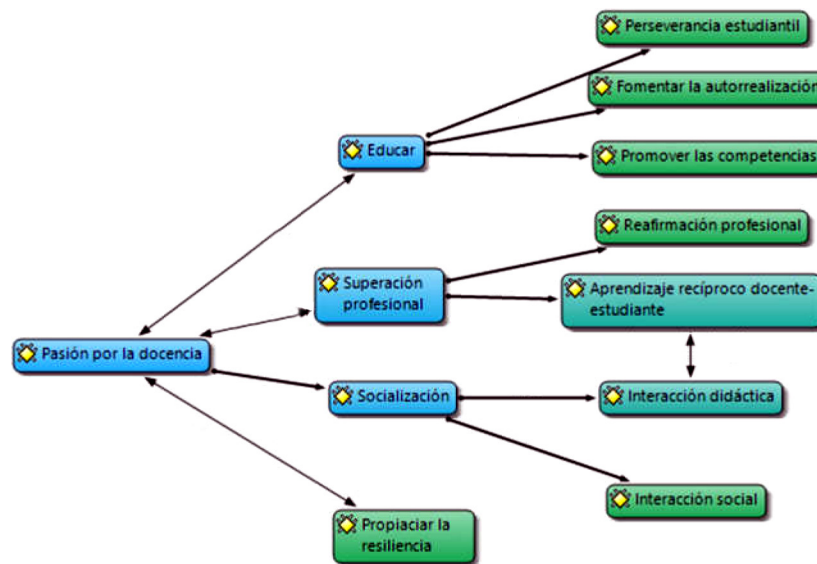 Perseverancia estudiantil
Fomentar la autorrealización
Educar
Promover las competencias
Reafirmación profesional
Superación
profesional
Aprendizaje recíproco docente-
estudiante
Pasión por la docencia
Socialización
Interacción didáctica
Interacción social
Propiaciar la
resiliencia